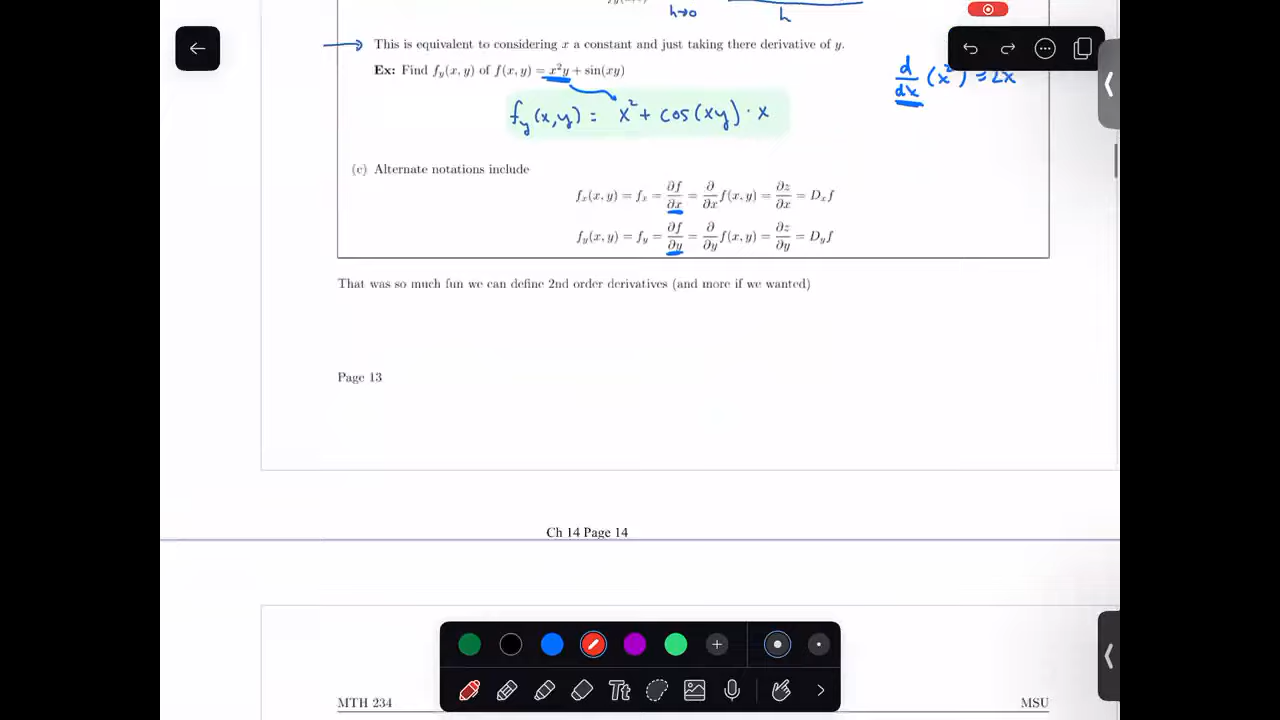 h→0
h
→ This is equivalent to considering x a constant and just taking there derivative of y.
Ex: Find f_y(x, y) of f(x, y) = x²y + sin(xy)
d/dx (x²) = 2x
f_y(x,y) = x² + cos(xy) · x
(c) Alternate notations include
f_x(x, y) = f_x = ∂f/∂x = ∂/∂x f(x, y) = ∂z/∂x = D_x f
f_y(x, y) = f_y = ∂f/∂y = ∂/∂y f(x, y) = ∂z/∂y = D_y f
That was so much fun we can define 2nd order derivatives (and more if we wanted)
Page 13
Ch 14 Page 14
Tt
MTH 234 MSU